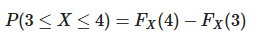 P(3 ≤ X ≤ 4) = F_X(4) − F_X(3)